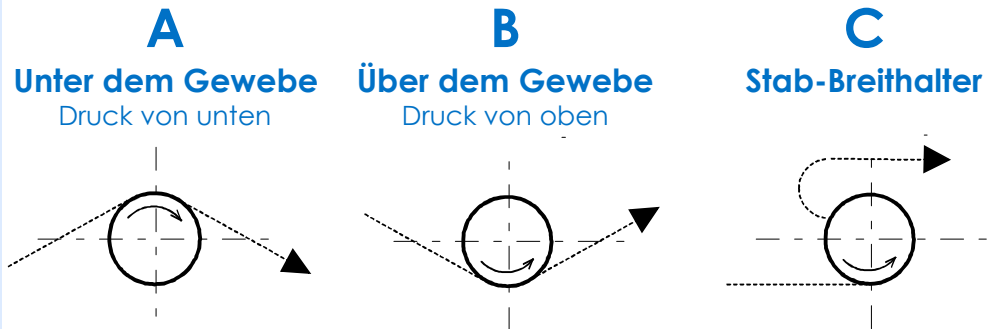 A
Unter dem Gewebe
Druck von unten
B
Über dem Gewebe
Druck von oben
C
Stab-Breithalter